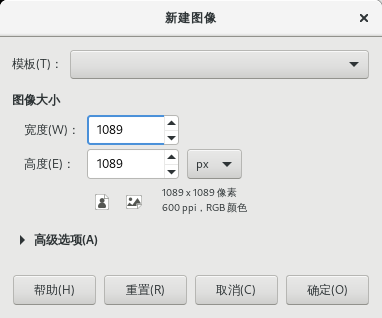 新建图像
模板(T)：
图像大小
宽度(W)： 1089
高度(E)： 1089 px
1089 x 1089 像素
600 ppi，RGB 颜色
高级选项(A)
帮助(H) 重置(R) 取消(C) 确定(O)